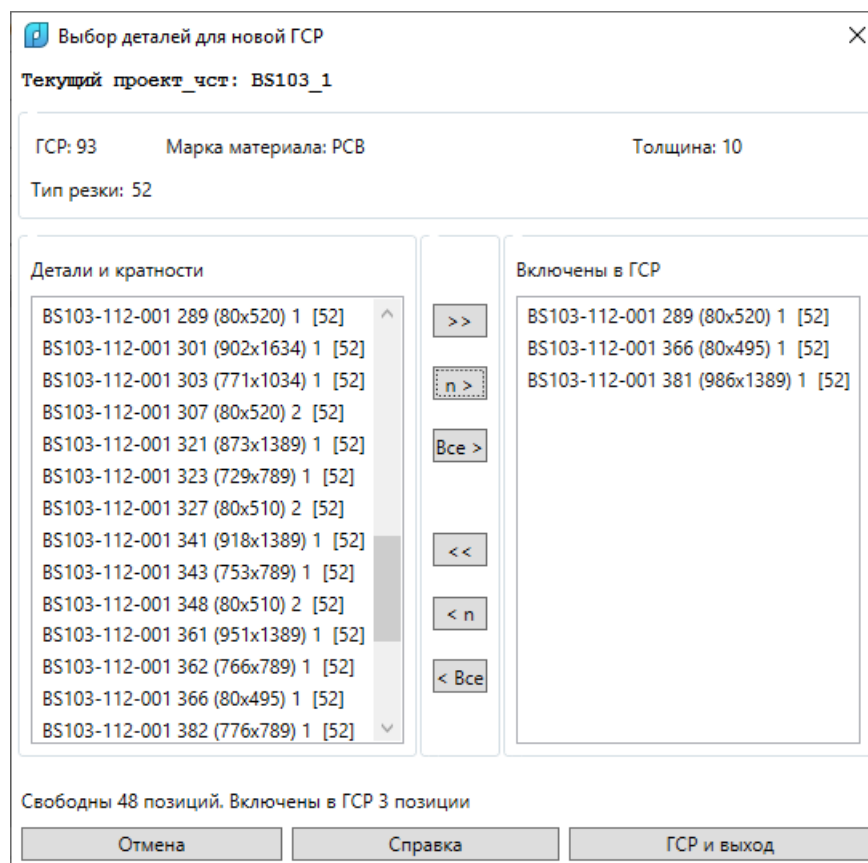 Выбор деталей для новой ГСР
Текущий проект_чст: BS103_1
ГСР: 93 Марка материала: РСВ Толщина: 10
Тип резки: 52
Детали и кратности
BS103-112-001 289 (80x520) 1 [52]
BS103-112-001 301 (902x1634) 1 [52]
BS103-112-001 303 (771x1034) 1 [52]
BS103-112-001 307 (80x520) 2 [52]
BS103-112-001 321 (873x1389) 1 [52]
BS103-112-001 323 (729x789) 1 [52]
BS103-112-001 327 (80x510) 2 [52]
BS103-112-001 341 (918x1389) 1 [52]
BS103-112-001 343 (753x789) 1 [52]
BS103-112-001 348 (80x510) 2 [52]
BS103-112-001 361 (951x1389) 1 [52]
BS103-112-001 362 (766x789) 1 [52]
BS103-112-001 366 (80x495) 1 [52]
BS103-112-001 382 (776x789) 1 [52]
>>
n >
Все >
<<
< n
< Все
Включены в ГСР
BS103-112-001 289 (80x520) 1 [52]
BS103-112-001 366 (80x495) 1 [52]
BS103-112-001 381 (986x1389) 1 [52]
Свободны 48 позиций. Включены в ГСР 3 позиции
Отмена
Справка
ГСР и выход